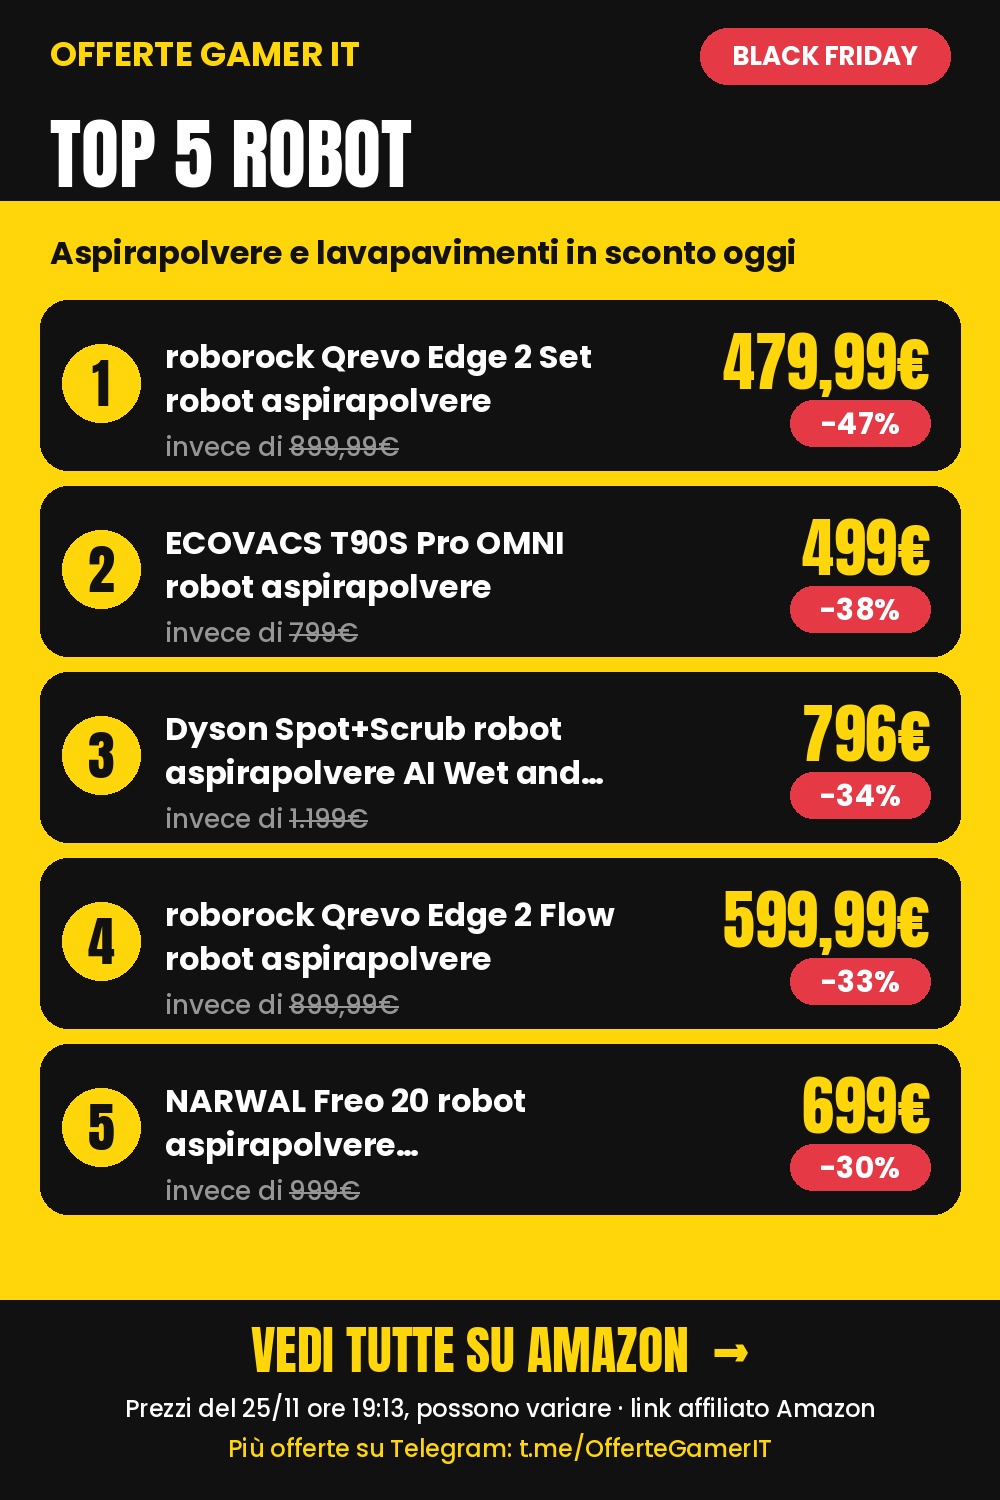 OFFERTE GAMER IT
BLACK FRIDAY
TOP 5 ROBOT
Aspirapolvere e lavapavimenti in sconto oggi
1
roborock Qrevo Edge 2 Set
robot aspirapolvere
invece di 899,99€
479,99€
-47%
2
ECOVACS T90S Pro OMNI
robot aspirapolvere
invece di 799€
499€
-38%
3
Dyson Spot+Scrub robot
aspirapolvere AI Wet and...
invece di 1.199€
796€
-34%
4
roborock Qrevo Edge 2 Flow
robot aspirapolvere
invece di 899,99€
599,99€
-33%
5
NARWAL Freo 20 robot
aspirapolvere...
invece di 999€
699€
-30%
VEDI TUTTE SU AMAZON →
Prezzi del 25/11 ore 19:13, possono variare · link affiliato Amazon
Più offerte su Telegram: t.me/OfferteGamerIT